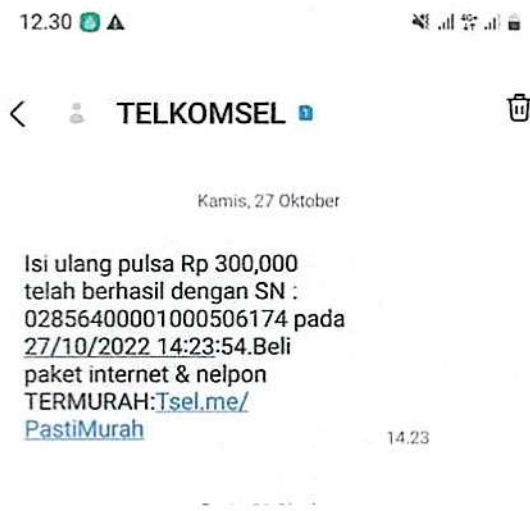 12.30
TELKOMSEL 1
Kamis, 27 Oktober
Isi ulang pulsa Rp 300,000
telah berhasil dengan SN :
02856400001000506174 pada
27/10/2022 14:23:54.Beli
paket internet & nelpon
TERMURAH:Tsel.me/
PastiMurah
14.23